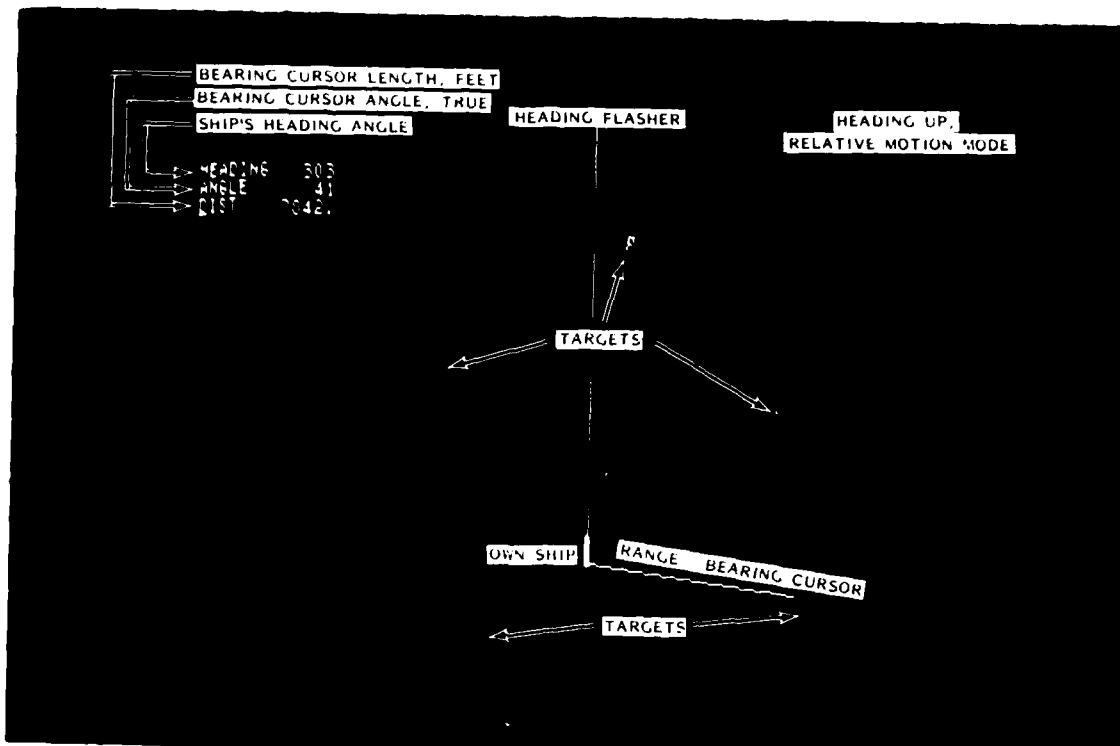 BEARING CURSOR LENGTH, FEET
BEARING CURSOR ANGLE, TRUE
SHIP'S HEADING ANGLE
HEADING FLASHER
HEADING UP,
RELATIVE MOTION MODE
HEADING 303
ANGLE 41
DIST
TARGETS
OWN SHIP
RANGE BEARING CURSOR
TARGETS